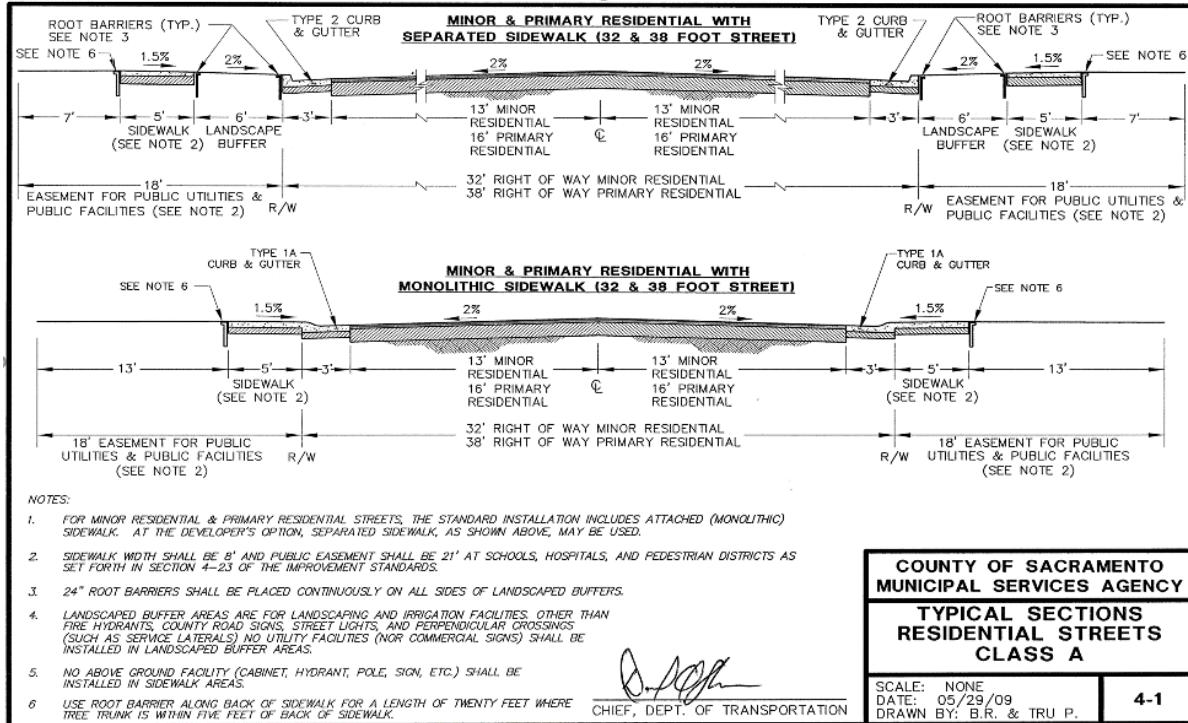 MINOR & PRIMARY RESIDENTIAL WITH
SEPARATED SIDEWALK (32 & 38 FOOT STREET)
ROOT BARRIERS (TYP.)
SEE NOTE 3
SEE NOTE 6
TYPE 2 CURB
& GUTTER
TYPE 2 CURB
& GUTTER
ROOT BARRIERS (TYP.)
SEE NOTE 3
SEE NOTE 6
1.5%
2%
2%
2%
2%
1.5%
7'
5'
6'
3'
SIDEWALK
(SEE NOTE 2)
LANDSCAPE
BUFFER
13' MINOR
RESIDENTIAL
16' PRIMARY
RESIDENTIAL
℄
13' MINOR
RESIDENTIAL
16' PRIMARY
RESIDENTIAL
3'
6'
5'
7'
LANDSCAPE
BUFFER
SIDEWALK
(SEE NOTE 2)
18'
EASEMENT FOR PUBLIC UTILITIES &
PUBLIC FACILITIES (SEE NOTE 2)
R/W
32' RIGHT OF WAY MINOR RESIDENTIAL
38' RIGHT OF WAY PRIMARY RESIDENTIAL
R/W
18'
EASEMENT FOR PUBLIC UTILITIES &
PUBLIC FACILITIES (SEE NOTE 2)
MINOR & PRIMARY RESIDENTIAL WITH
MONOLITHIC SIDEWALK (32 & 38 FOOT STREET)
TYPE 1A
CURB & GUTTER
SEE NOTE 6
TYPE 1A
CURB & GUTTER
SEE NOTE 6
1.5%
2%
2%
1.5%
13'
5'
3'
SIDEWALK
(SEE NOTE 2)
13' MINOR
RESIDENTIAL
16' PRIMARY
RESIDENTIAL
℄
13' MINOR
RESIDENTIAL
16' PRIMARY
RESIDENTIAL
3'
5'
13'
SIDEWALK
(SEE NOTE 2)
18' EASEMENT FOR PUBLIC
UTILITIES & PUBLIC FACILITIES
(SEE NOTE 2)
R/W
32' RIGHT OF WAY MINOR RESIDENTIAL
38' RIGHT OF WAY PRIMARY RESIDENTIAL
R/W
18' EASEMENT FOR PUBLIC
UTILITIES & PUBLIC FACILITIES
(SEE NOTE 2)
NOTES:
1. FOR MINOR RESIDENTIAL & PRIMARY RESIDENTIAL STREETS, THE STANDARD INSTALLATION INCLUDES ATTACHED (MONOLITHIC)
SIDEWALK. AT THE DEVELOPER'S OPTION, SEPARATED SIDEWALK, AS SHOWN ABOVE, MAY BE USED.
2. SIDEWALK WIDTH SHALL BE 8' AND PUBLIC EASEMENT SHALL BE 21' AT SCHOOLS, HOSPITALS, AND PEDESTRIAN DISTRICTS AS
SET FORTH IN SECTION 4-23 OF THE IMPROVEMENT STANDARDS.
3. 24" ROOT BARRIERS SHALL BE PLACED CONTINUOUSLY ON ALL SIDES OF LANDSCAPED BUFFERS.
4. LANDSCAPED BUFFER AREAS ARE FOR LANDSCAPING AND IRRIGATION FACILITIES. OTHER THAN
FIRE HYDRANTS, COUNTY ROAD SIGNS, STREET LIGHTS, AND PERPENDICULAR CROSSINGS
(SUCH AS SERVICE LATERALS) NO UTILITY FACILITIES (NOR COMMERCIAL SIGNS) SHALL BE
INSTALLED IN LANDSCAPED BUFFER AREAS.
5. NO ABOVE GROUND FACILITY (CABINET, HYDRANT, POLE, SIGN, ETC.) SHALL BE
INSTALLED IN SIDEWALK AREAS.
6 USE ROOT BARRIER ALONG BACK OF SIDEWALK FOR A LENGTH OF TWENTY FEET WHERE
TREE TRUNK IS WITHIN FIVE FEET OF BACK OF SIDEWALK.
CHIEF, DEPT. OF TRANSPORTATION
COUNTY OF SACRAMENTO
MUNICIPAL SERVICES AGENCY
TYPICAL SECTIONS
RESIDENTIAL STREETS
CLASS A
SCALE: NONE
DATE: 05/29/09
DRAWN BY: B.R. & TRU P.
4-1